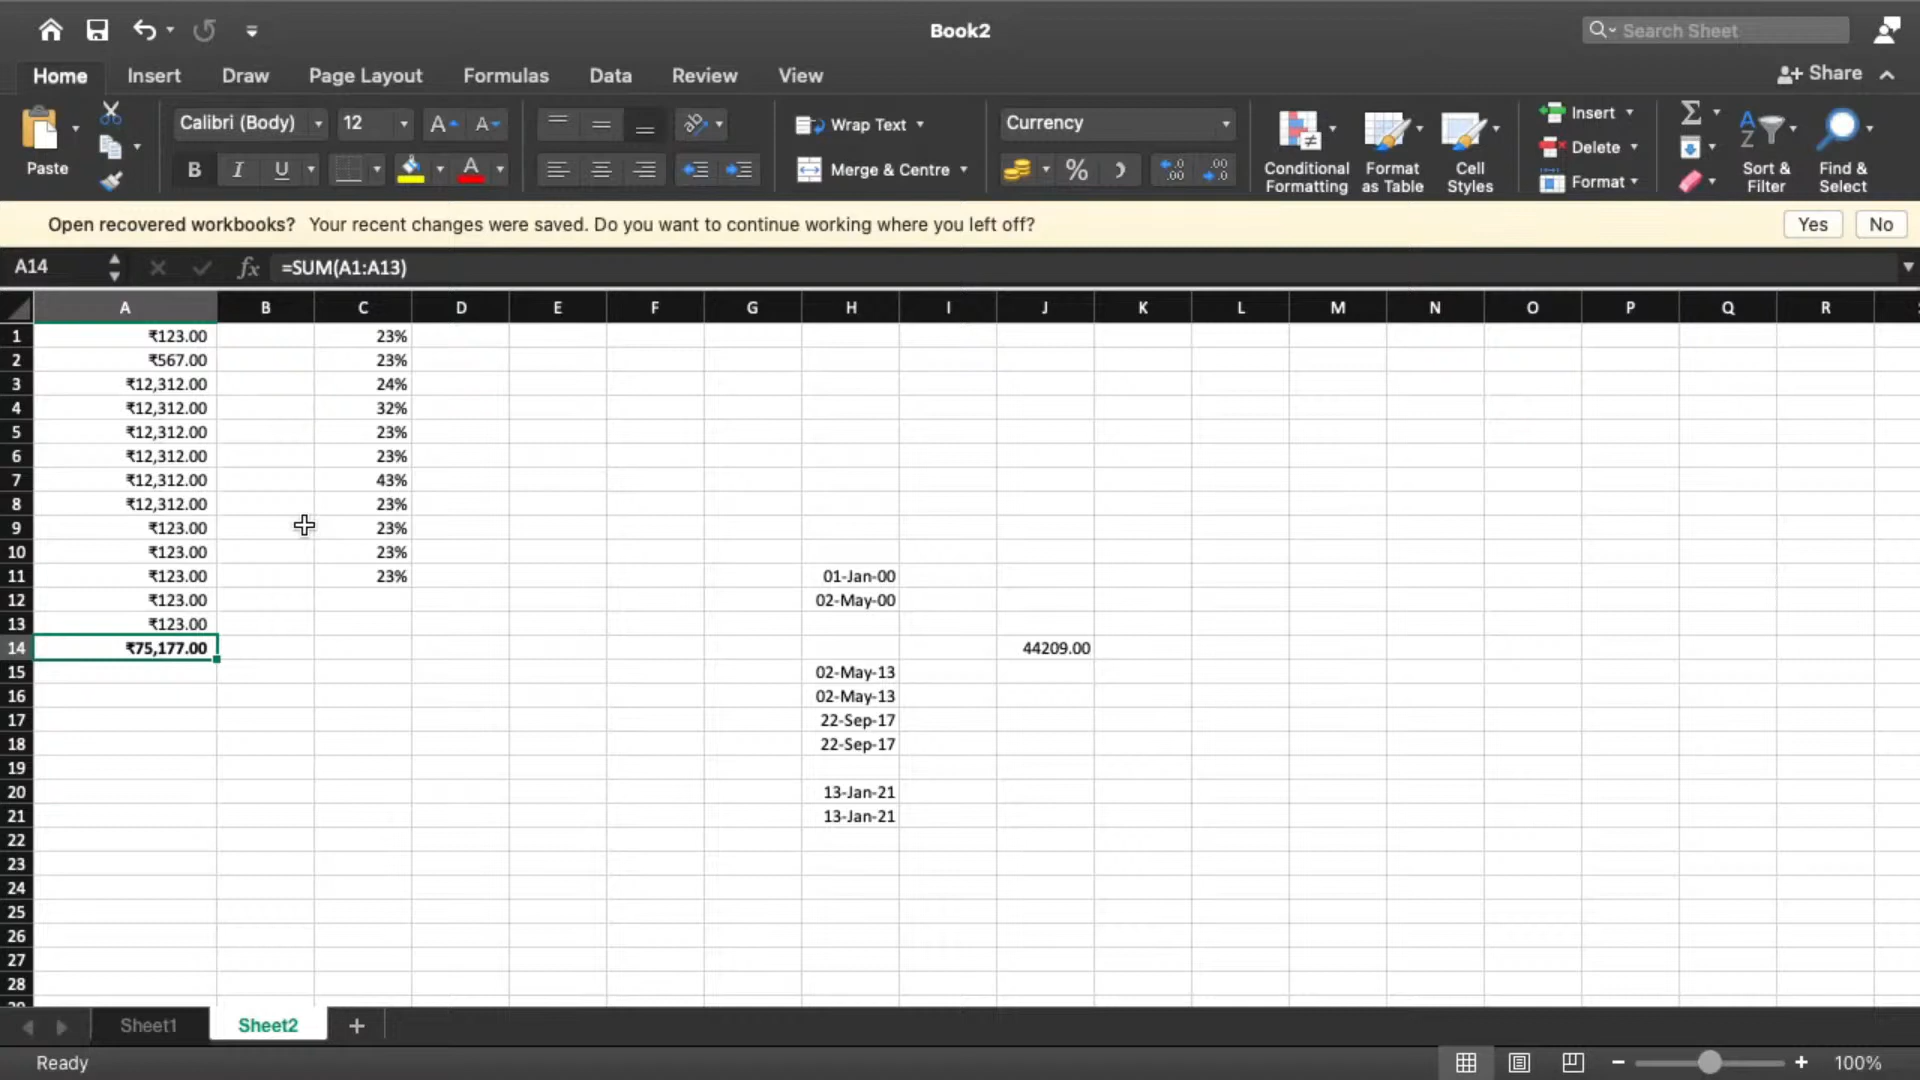 Book2
Search Sheet
Home Insert Draw Page Layout Formulas Data Review View Share
Paste Calibri (Body) 12 Wrap Text Currency Insert
B I U Merge & Centre % Conditional Formatting Format as Table Cell Styles Delete Format Sort & Filter Find & Select
Open recovered workbooks? Your recent changes were saved. Do you want to continue working where you left off? Yes No
A14 fx =SUM(A1:A13)
A B C D E F G H I J K L M N O P Q R
1 ₹123.00 23%
2 ₹567.00 23%
3 ₹12,312.00 24%
4 ₹12,312.00 32%
5 ₹12,312.00 23%
6 ₹12,312.00 23%
7 ₹12,312.00 43%
8 ₹12,312.00 23%
9 ₹123.00 23%
10 ₹123.00 23%
11 ₹123.00 23% 01-Jan-00
12 ₹123.00 02-May-00
13 ₹123.00
14 ₹75,177.00 44209.00
15 02-May-13
16 02-May-13
17 22-Sep-17
18 22-Sep-17
19
20 13-Jan-21
21 13-Jan-21
22
23
24
25
26
27
28
Sheet1 Sheet2 +
Ready 100%